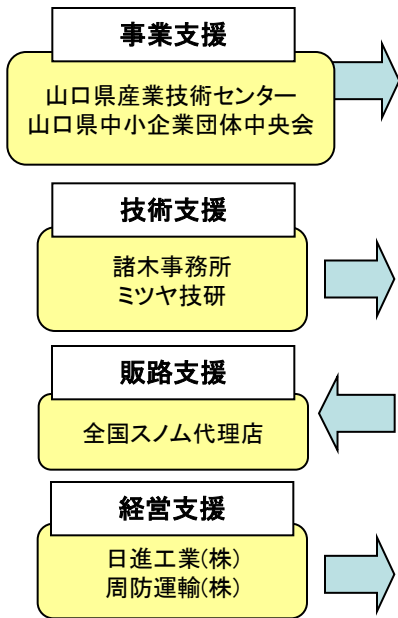 事業支援
山口県産業技術センター
山口県中小企業団体中央会
技術支援
諸木事務所
ミツヤ技研
販路支援
全国スノム代理店
経営支援
日進工業(株)
周防運輸(株)